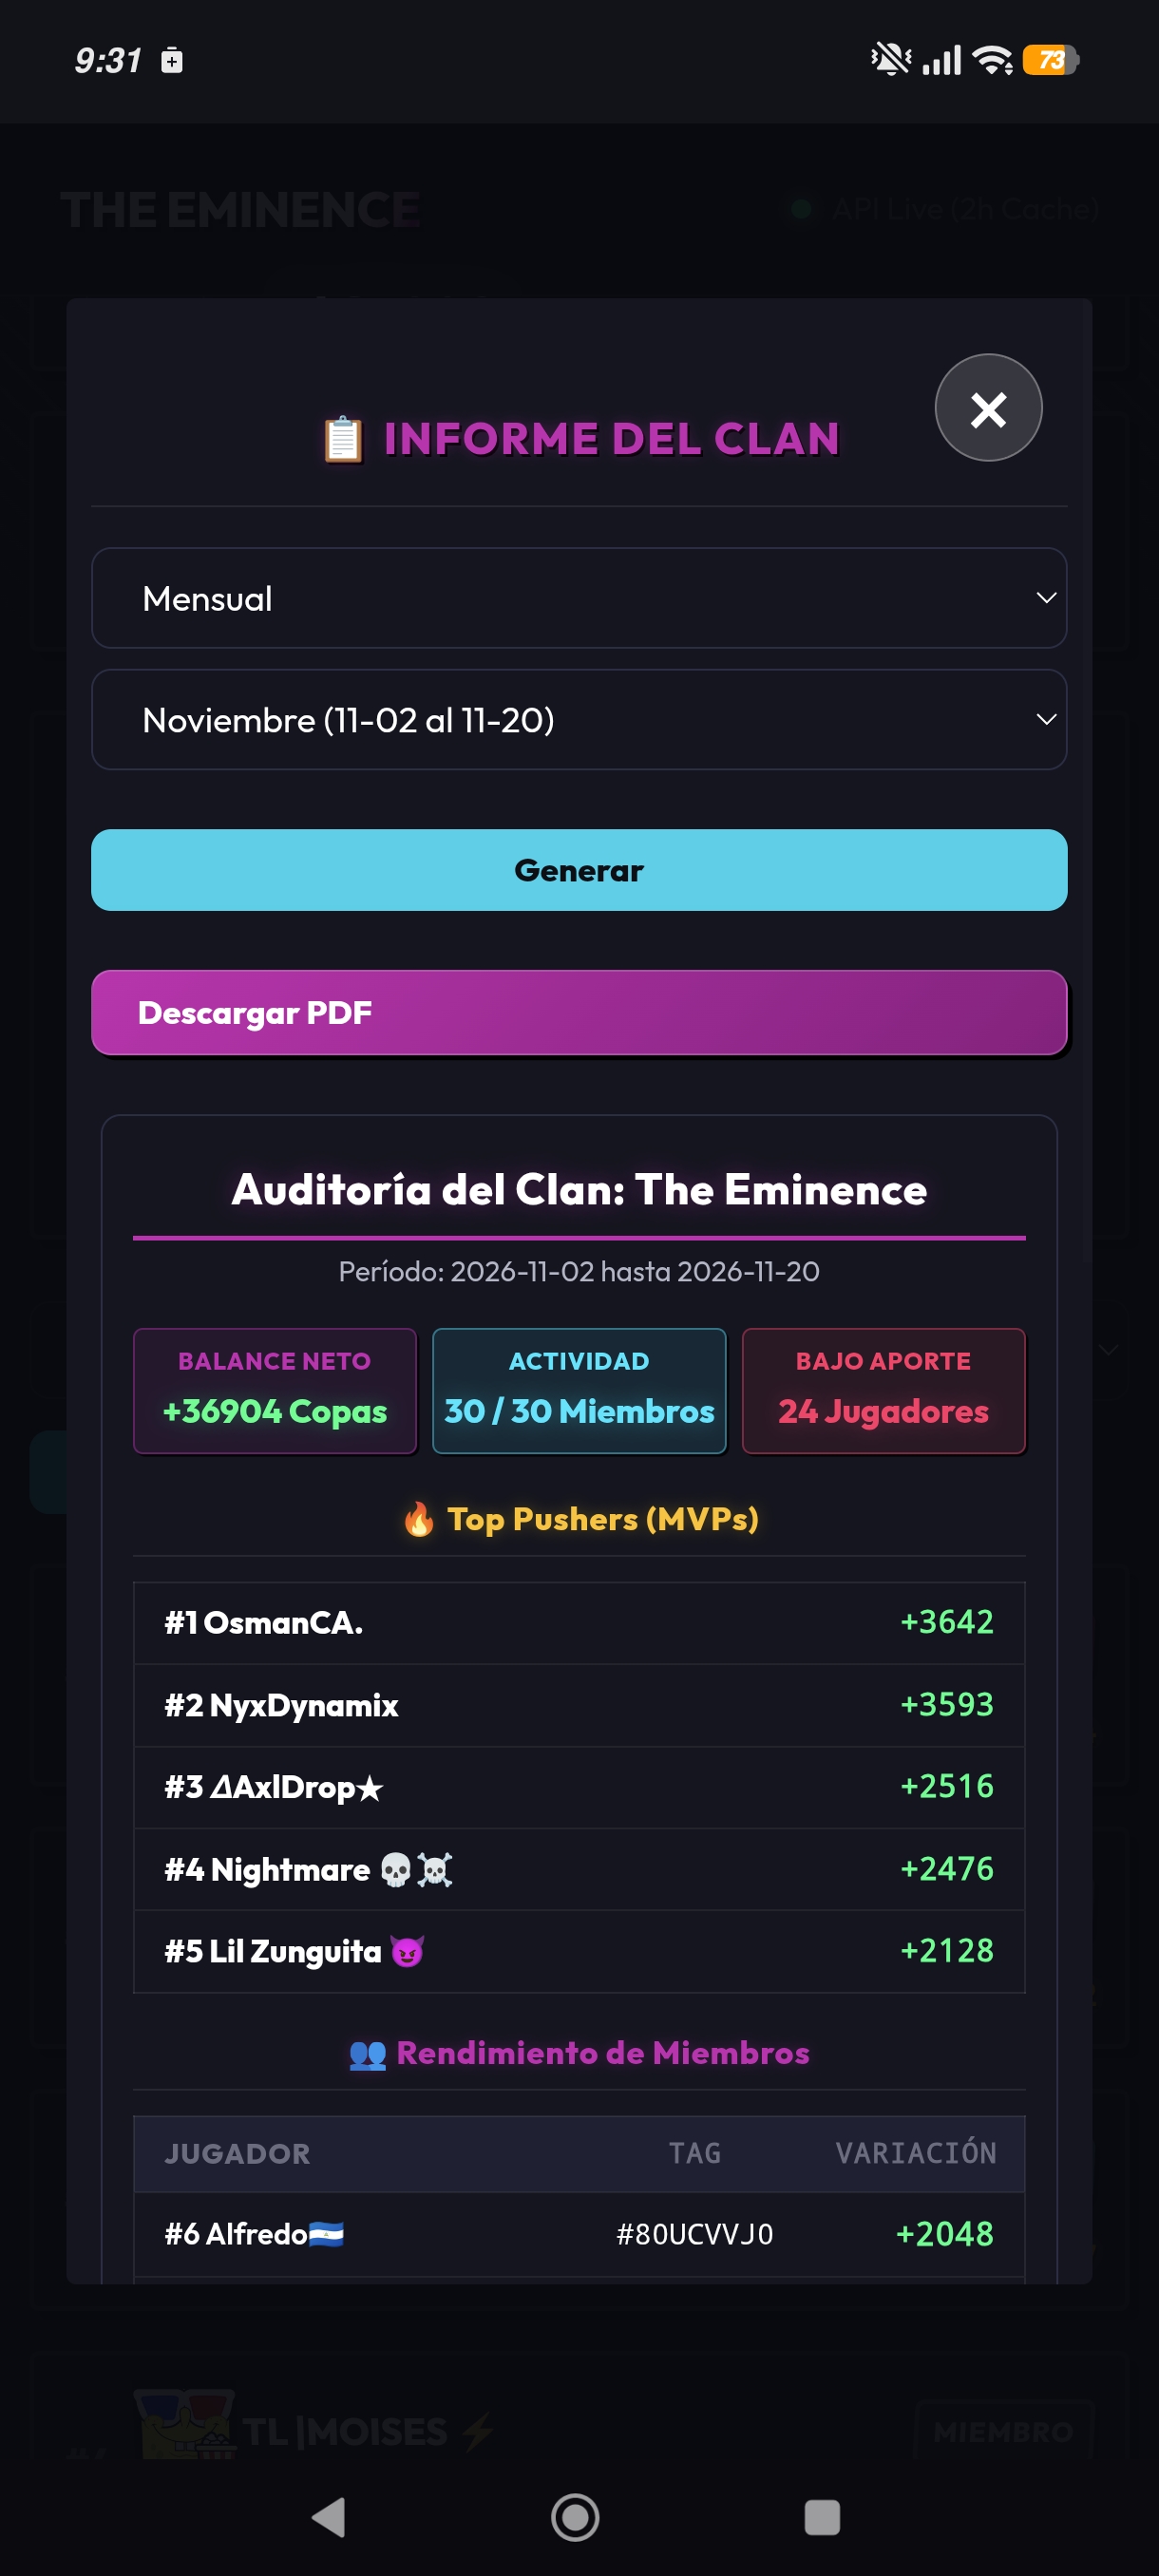 9:31
73
THE EMINENCE
API Live (2h Cache)
📋 INFORME DEL CLAN
×
Mensual
Noviembre (11-02 al 11-20)
Generar
Descargar PDF
Auditoría del Clan: The Eminence
Período: 2026-11-02 hasta 2026-11-20
BALANCE NETO
+36904 Copas
ACTIVIDAD
30 / 30 Miembros
BAJO APORTE
24 Jugadores
🔥 Top Pushers (MVPs)
#1 OsmanCA. +3642
#2 NyxDynamix +3593
#3 ΔAxlDrop★ +2516
#4 Nightmare 💀☠️ +2476
#5 Lil Zunguita 😈 +2128
👥 Rendimiento de Miembros
JUGADOR TAG VARIACIÓN
#6 Alfredo🇳🇮 #80UCVVJ0 +2048
TL |MOISES ⚡ MIEMBRO